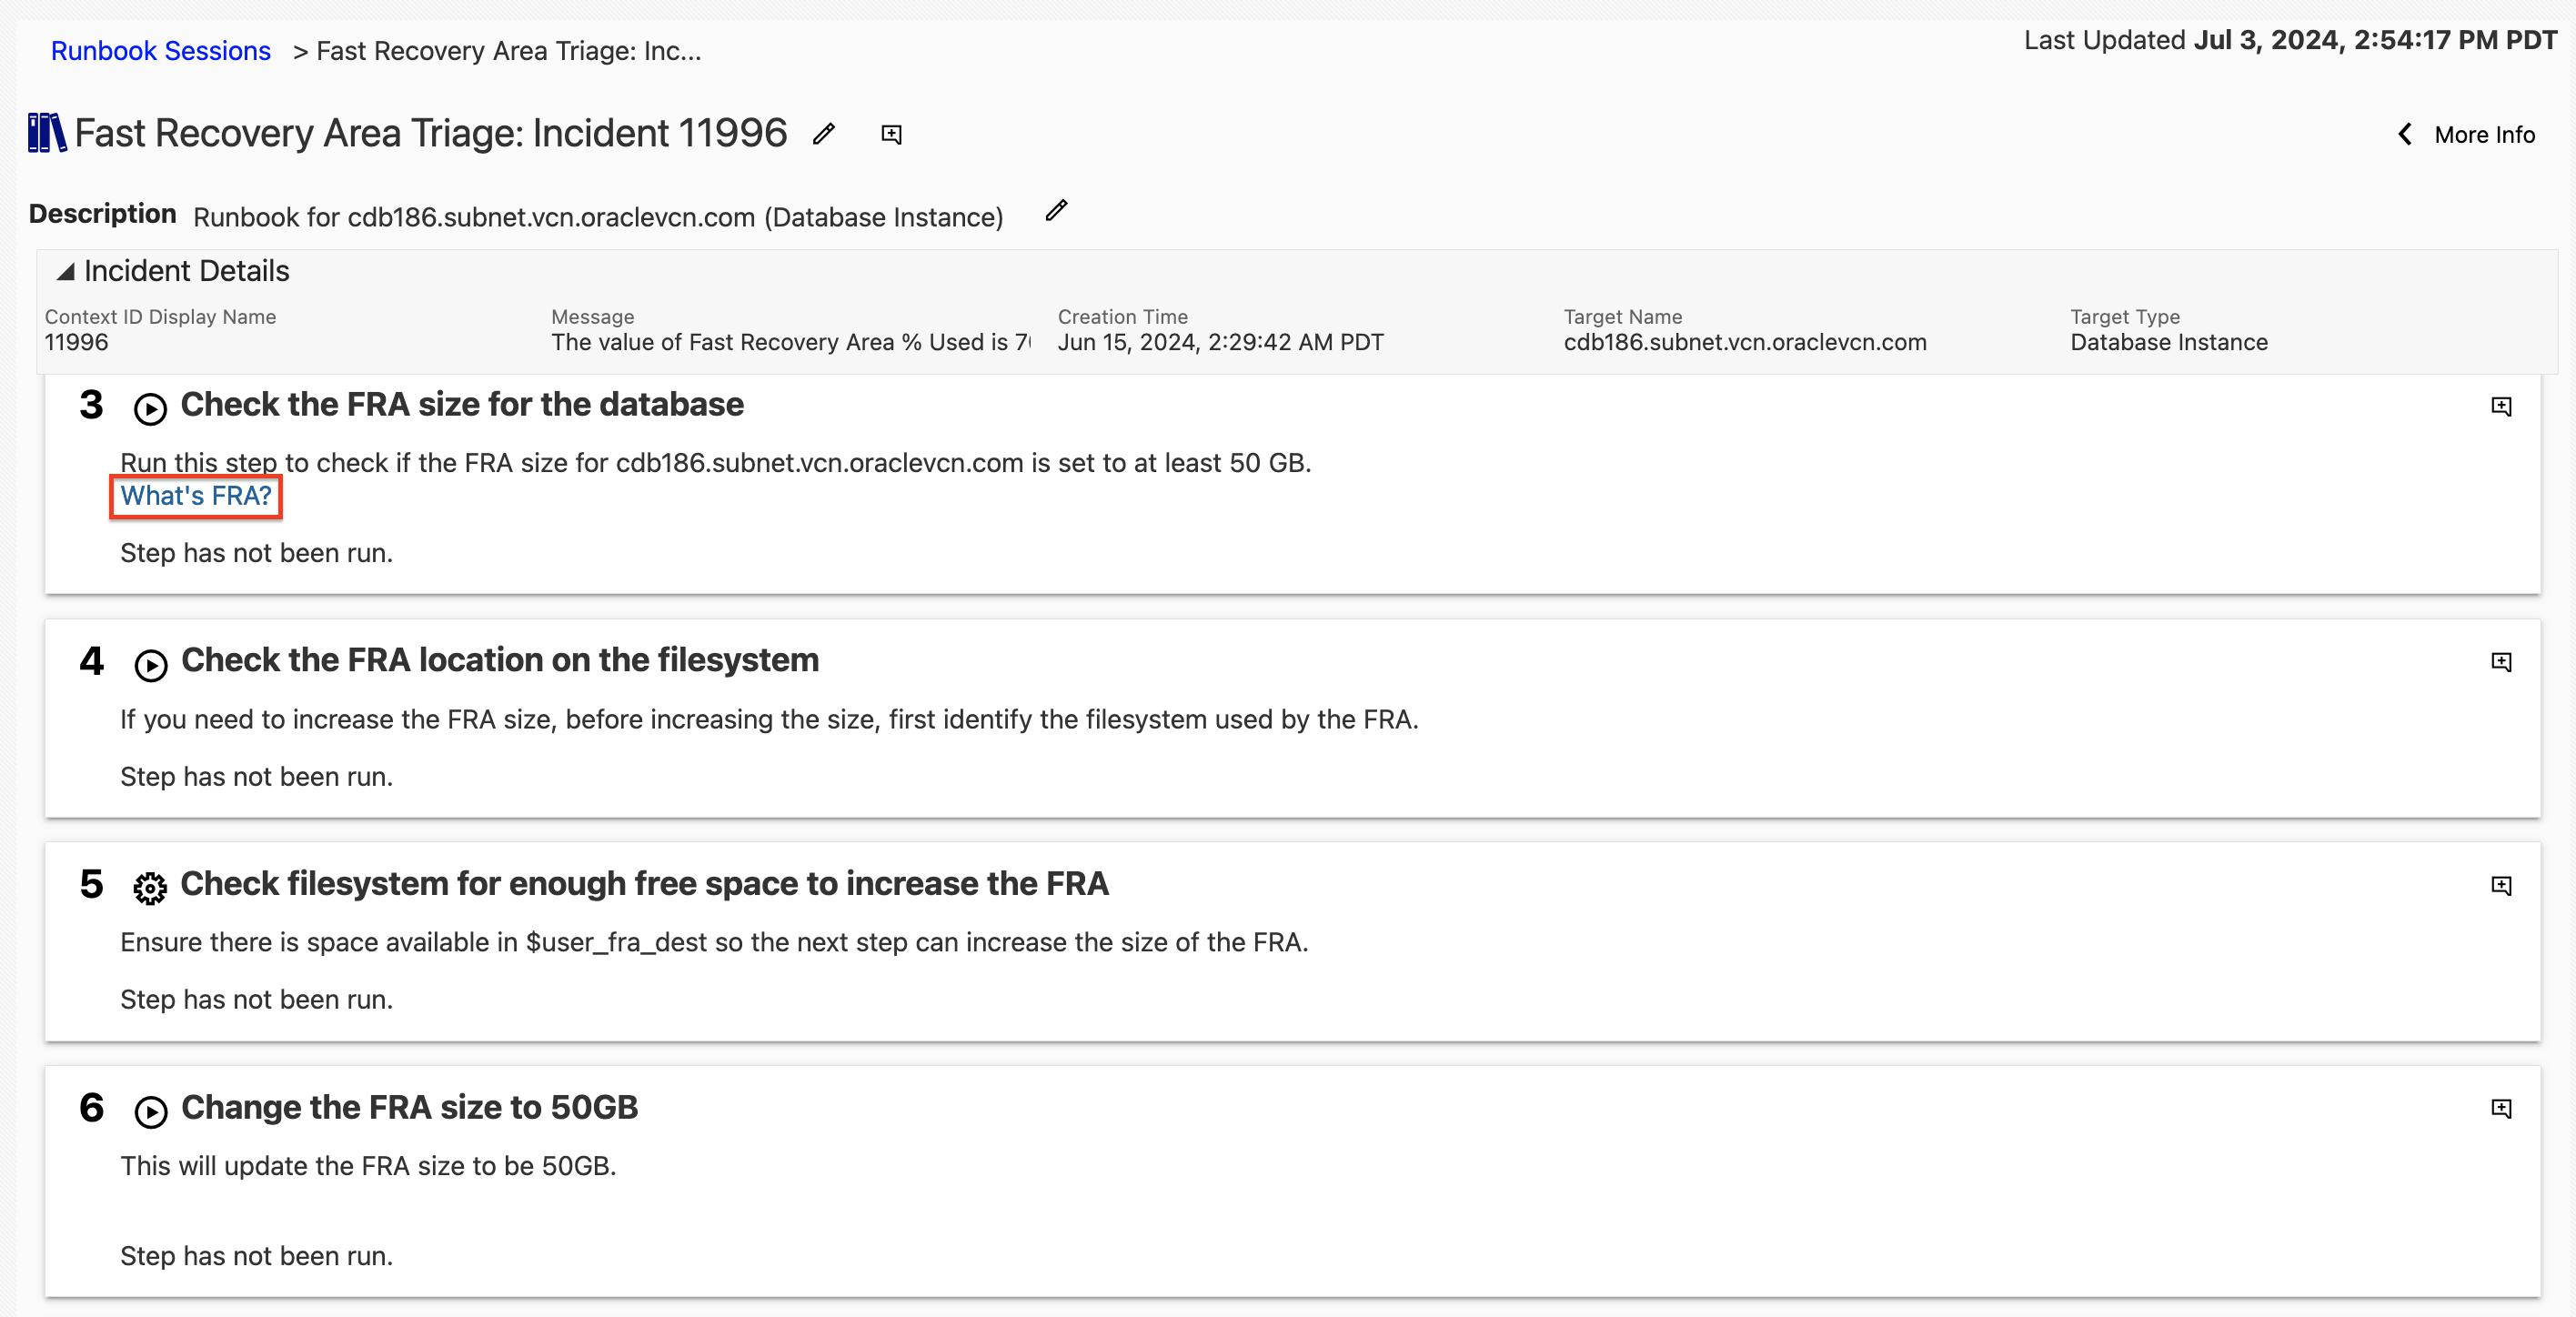 Runbook Sessions > Fast Recovery Area Triage: Inc...
Last Updated Jul 3, 2024, 2:54:17 PM PDT
Fast Recovery Area Triage: Incident 11996
More Info
Description Runbook for cdb186.subnet.vcn.oraclevcn.com (Database Instance)
Incident Details
Context ID Display Name
11996
Message
The value of Fast Recovery Area % Used is
Creation Time
Jun 15, 2024, 2:29:42 AM PDT
Target Name
cdb186.subnet.vcn.oraclevcn.com
Target Type
Database Instance
3 Check the FRA size for the database
Run this step to check if the FRA size for cdb186.subnet.vcn.oraclevcn.com is set to at least 50 GB.
What's FRA?
Step has not been run.
4 Check the FRA location on the filesystem
If you need to increase the FRA size, before increasing the size, first identify the filesystem used by the FRA.
Step has not been run.
5 Check filesystem for enough free space to increase the FRA
Ensure there is space available in $user_fra_dest so the next step can increase the size of the FRA.
Step has not been run.
6 Change the FRA size to 50GB
This will update the FRA size to be 50GB.
Step has not been run.